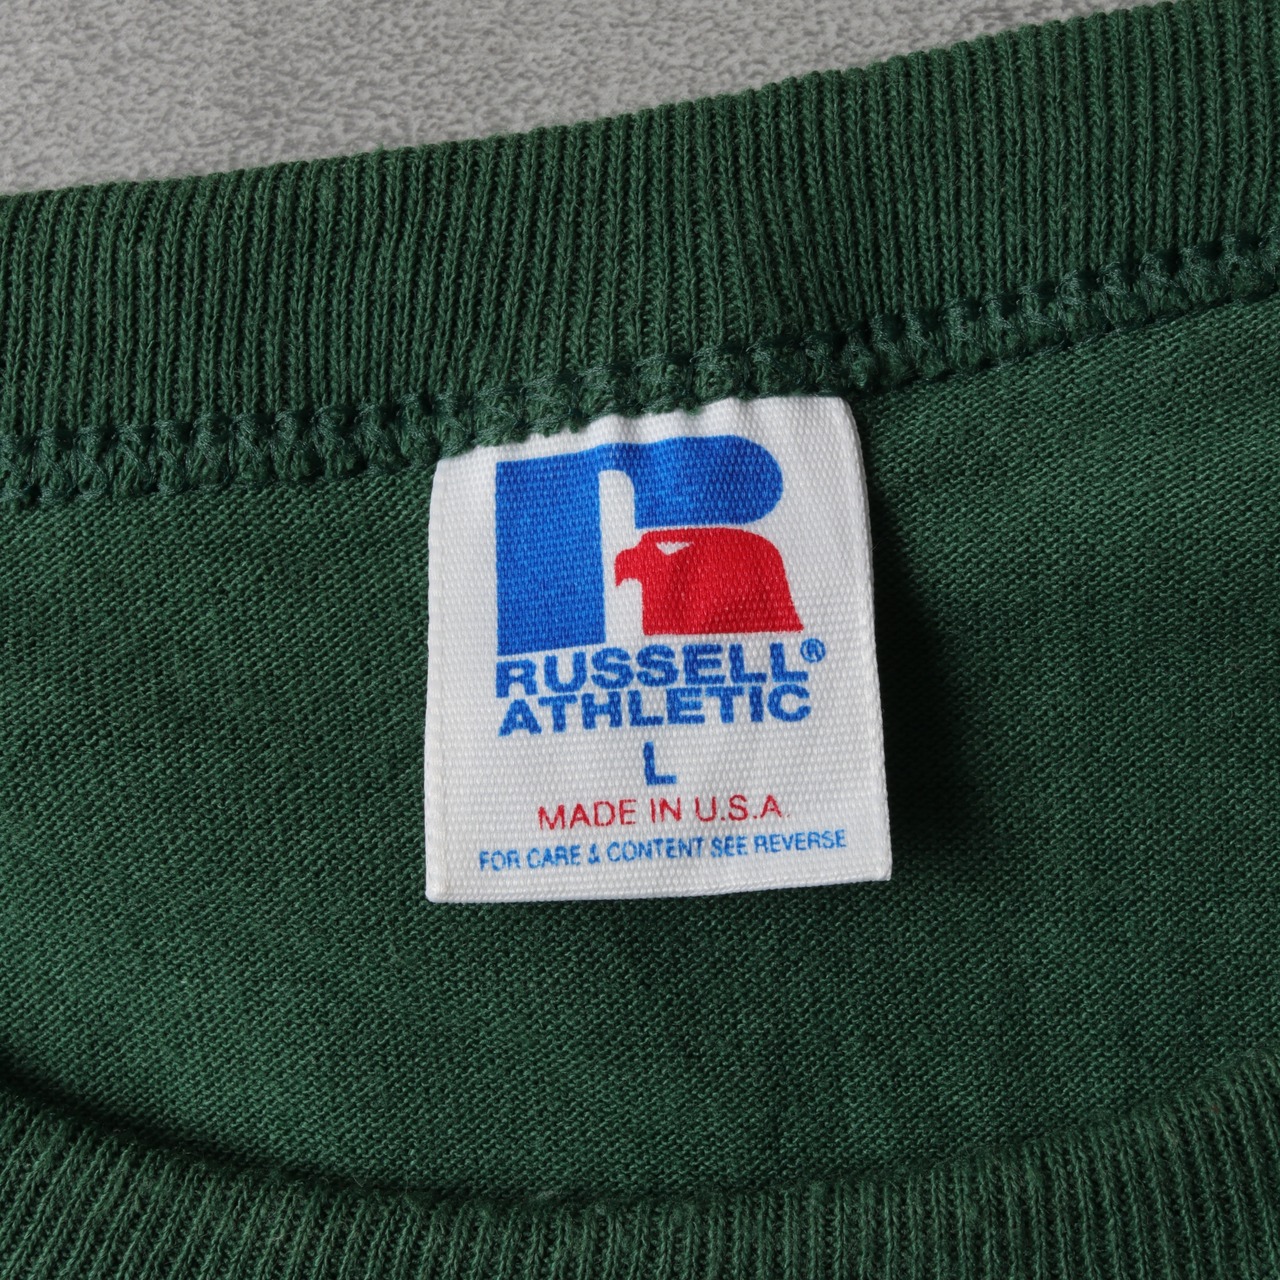 RUSSELL®
ATHLETIC
L
MADE IN U.S.A.
FOR CARE & CONTENT SEE REVERSE